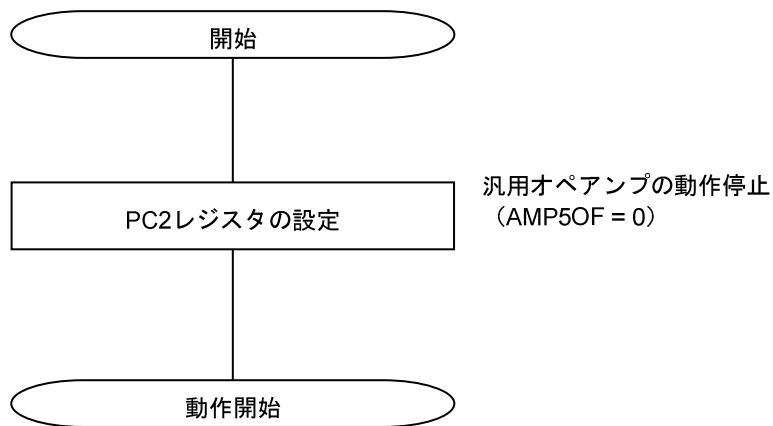 開始
PC2レジスタの設定
汎用オペアンプの動作停止
（AMP5OF = 0）
動作開始